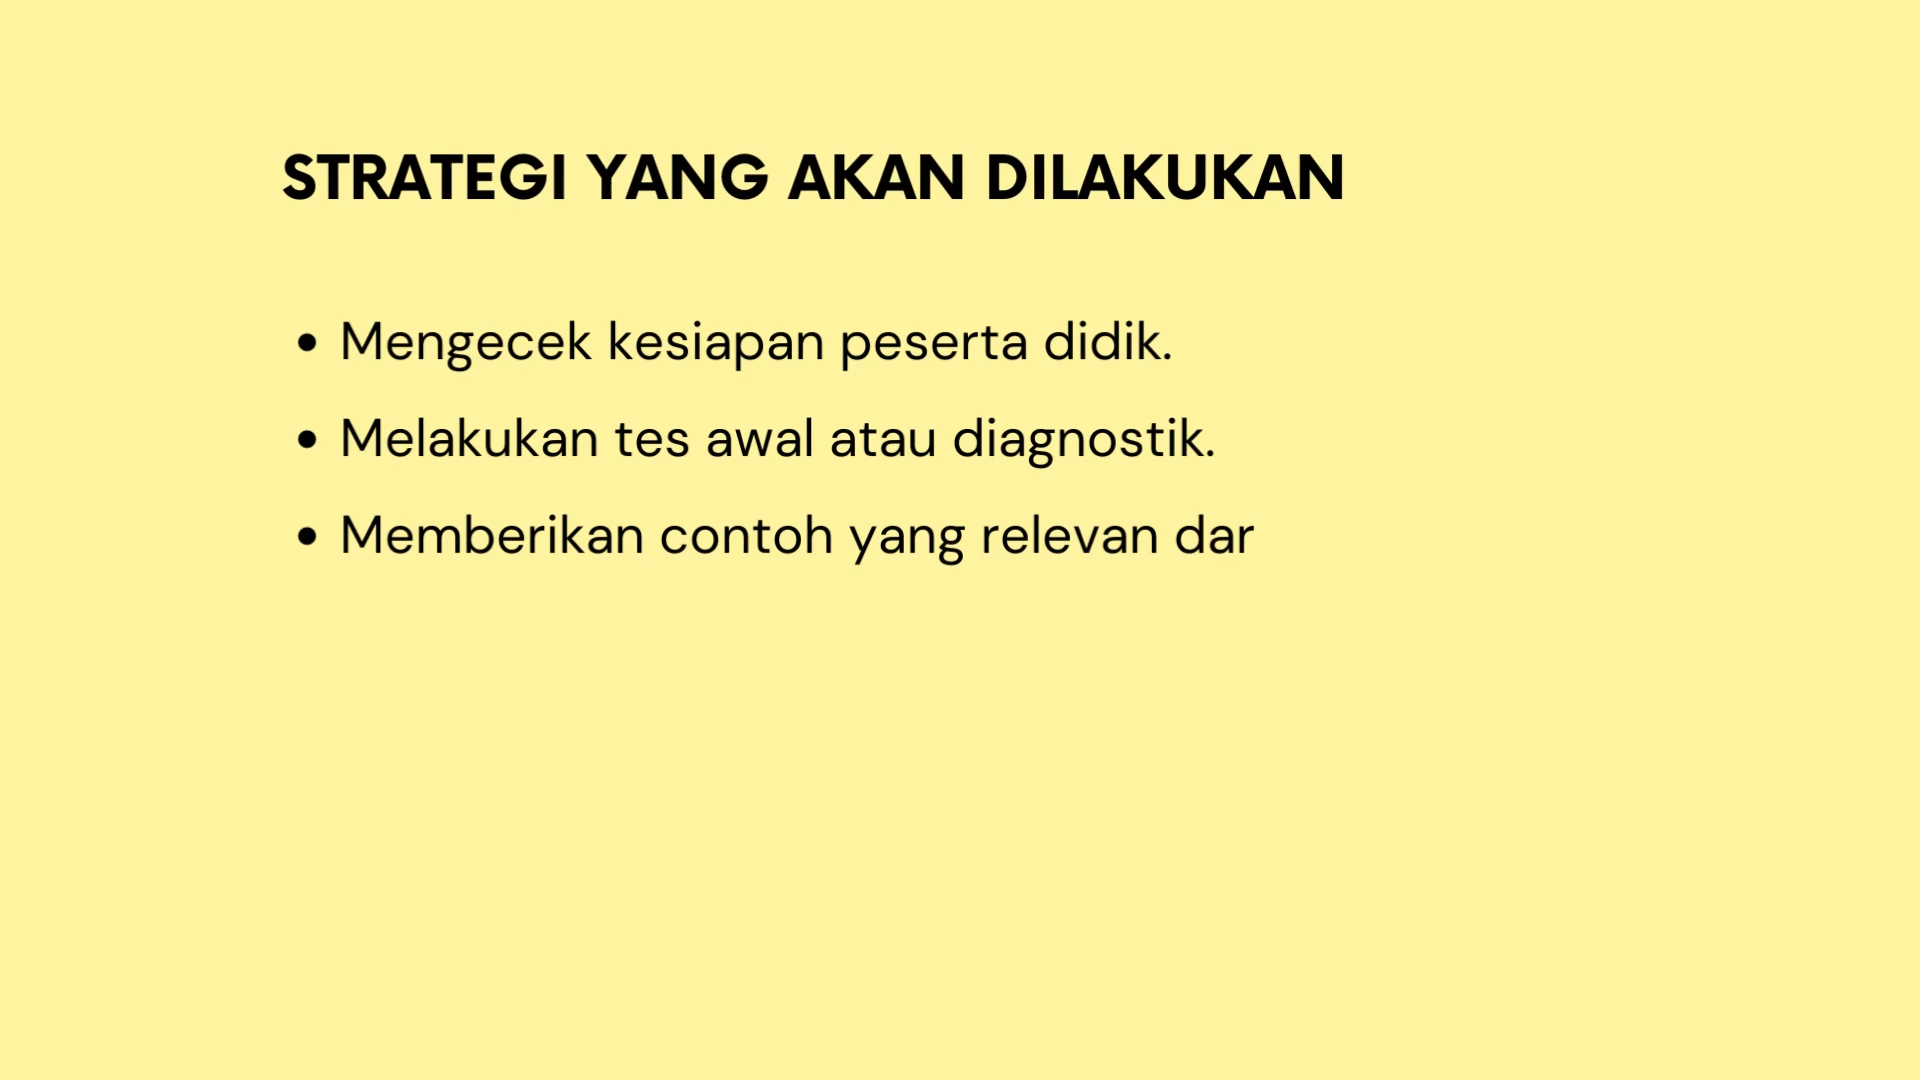 STRATEGI YANG AKAN DILAKUKAN
• Mengecek kesiapan peserta didik.
• Melakukan tes awal atau diagnostik.
• Memberikan contoh yang relevan dar